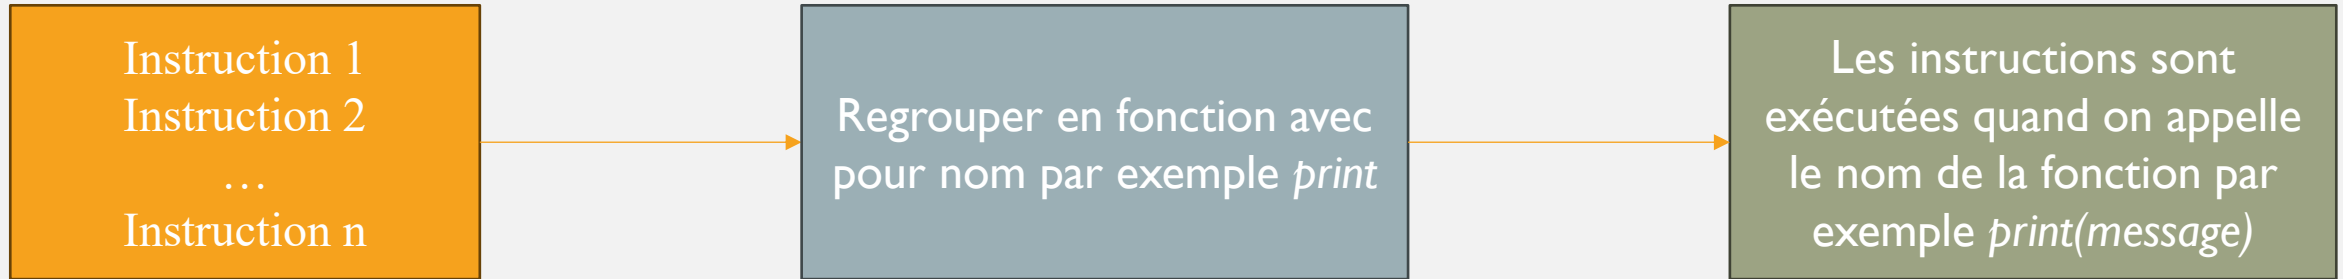 Instruction 1
Instruction 2
…
Instruction n
Regrouper en fonction avec
pour nom par exemple print
Les instructions sont
exécutées quand on appelle
le nom de la fonction par
exemple print(message)